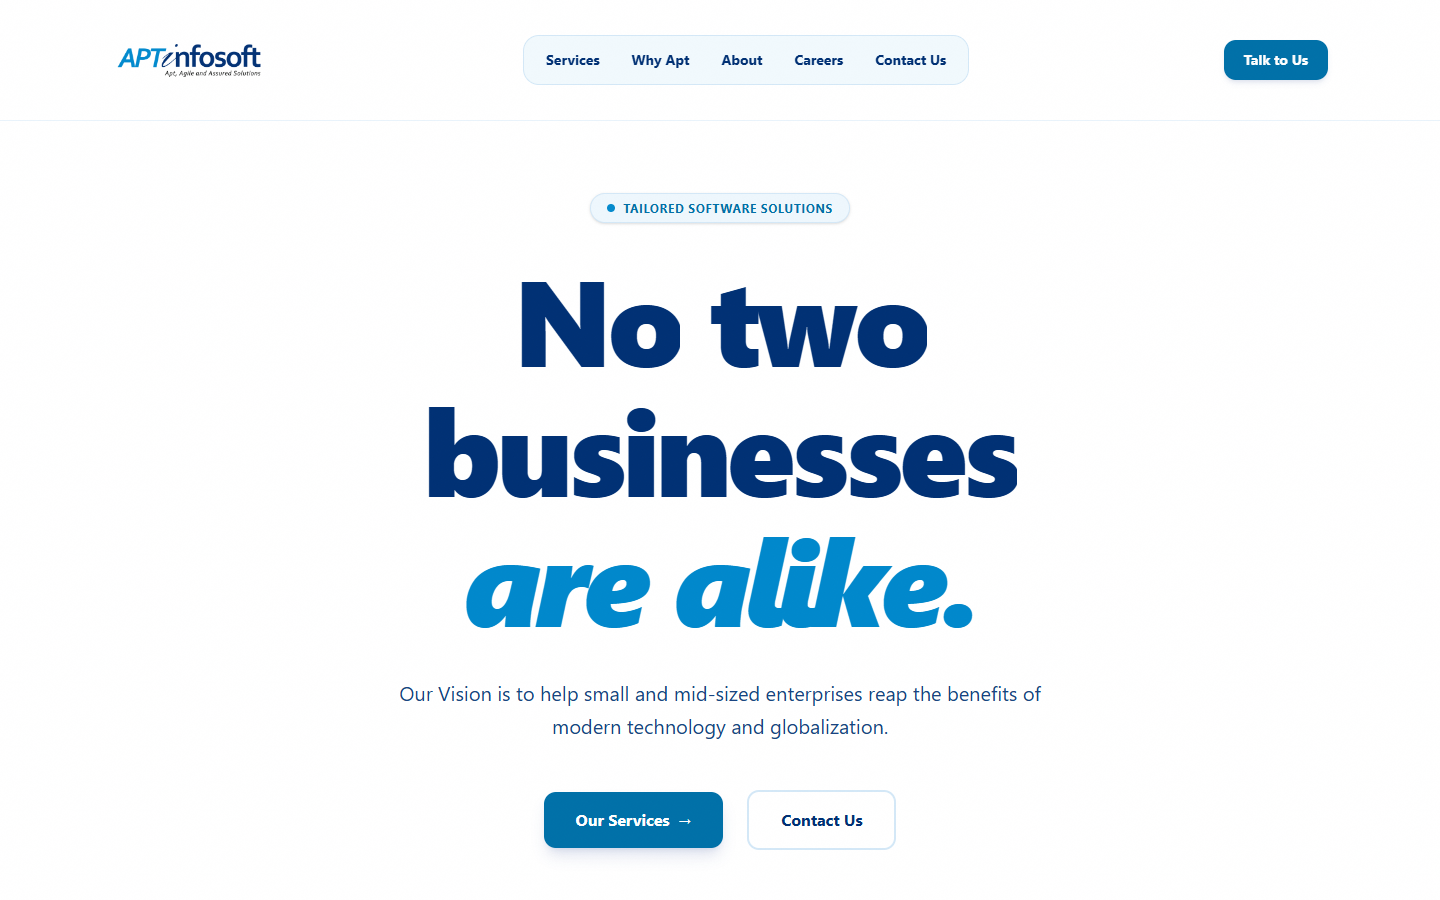 APTinfosoft
Apt, Agile and Assured Solutions
Services Why Apt About Careers Contact Us
Talk to Us
TAILORED SOFTWARE SOLUTIONS
No two
businesses
are alike.
Our Vision is to help small and mid-sized enterprises reap the benefits of
modern technology and globalization.
Our Services →
Contact Us